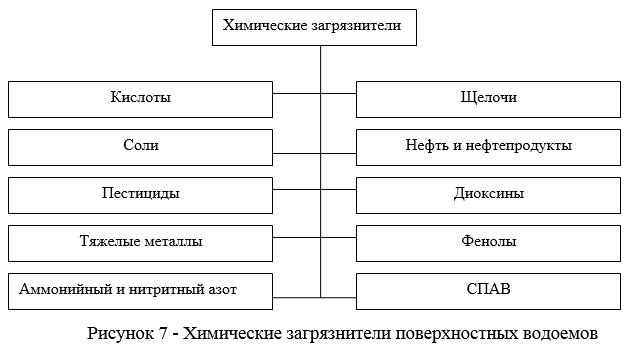 Химические загрязнители
Кислоты
Щелочи
Соли
Нефть и нефтепродукты
Пестициды
Диоксины
Тяжелые металлы
Фенолы
Аммонийный и нитритный азот
СПАВ
Рисунок 7 - Химические загрязнители поверхностных водоемов